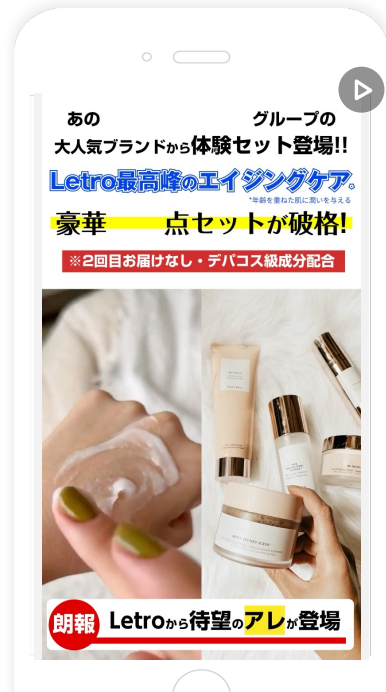 あの グループの
大人気ブランドから体験セット登場!!
Letro最高峰のエイジングケア。
*年齢を重ねた肌に潤いを与える
豪華 点セットが破格!
※2回目お届けなし・デパコス級成分配合
朗報 Letroから待望のアレが登場